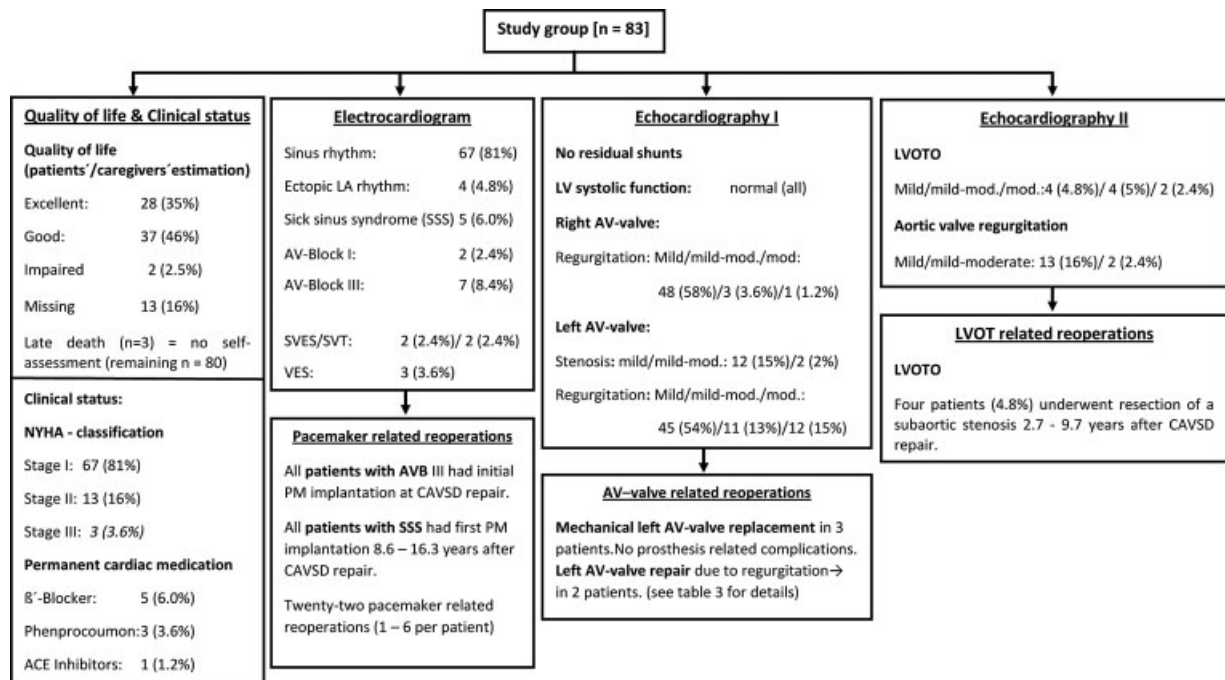 Study group [n = 83]
Quality of life & Clinical status
Quality of life
(patients´/caregivers´estimation)
Excellent: 28 (35%)
Good: 37 (46%)
Impaired 2 (2.5%)
Missing 13 (16%)
Late death (n=3) = no self-
assessment (remaining n = 80)
Clinical status:
NYHA - classification
Stage I: 67 (81%)
Stage II: 13 (16%)
Stage III: 3 (3.6%)
Permanent cardiac medication
ß´-Blocker: 5 (6.0%)
Phenprocoumon:3 (3.6%)
ACE Inhibitors: 1 (1.2%)
Electrocardiogram
Sinus rhythm: 67 (81%)
Ectopic LA rhythm: 4 (4.8%)
Sick sinus syndrome (SSS) 5 (6.0%)
AV-Block I: 2 (2.4%)
AV-Block III: 7 (8.4%)
SVES/SVT: 2 (2.4%)/ 2 (2.4%)
VES: 3 (3.6%)
Pacemaker related reoperations
All patients with AVB III had initial
PM implantation at CAVSD repair.
All patients with SSS had first PM
implantation 8.6 – 16.3 years after
CAVSD repair.
Twenty-two pacemaker related
reoperations (1 – 6 per patient)
Echocardiography I
No residual shunts
LV systolic function: normal (all)
Right AV-valve:
Regurgitation: Mild/mild-mod./mod:
48 (58%)/3 (3.6%)/1 (1.2%)
Left AV-valve:
Stenosis: mild/mild-mod.: 12 (15%)/2 (2%)
Regurgitation: Mild/mild-mod./mod.:
45 (54%)/11 (13%)/12 (15%)
AV–valve related reoperations
Mechanical left AV-valve replacement in 3
patients.No prosthesis related complications.
Left AV-valve repair due to regurgitation→
in 2 patients. (see table 3 for details)
Echocardiography II
LVOTO
Mild/mild-mod./mod.:4 (4.8%)/ 4 (5%)/ 2 (2.4%)
Aortic valve regurgitation
Mild/mild-moderate: 13 (16%)/ 2 (2.4%)
LVOT related reoperations
LVOTO
Four patients (4.8%) underwent resection of a
subaortic stenosis 2.7 - 9.7 years after CAVSD
repair.